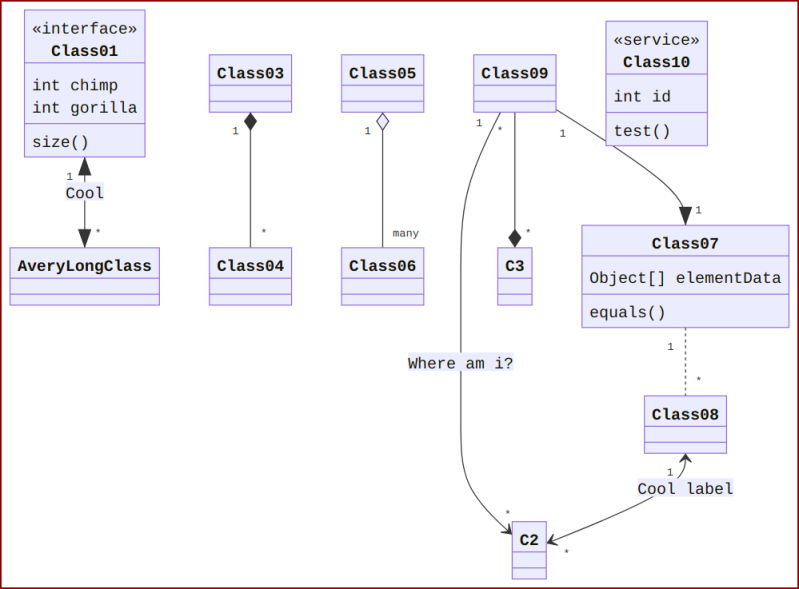 «interface»
Class01
int chimp
int gorilla
size()
1
Cool
*
AveryLongClass
Class03
1
*
Class04
Class05
1
many
Class06
Class09
1
*
1
*
C3
Where am i?
*
C2
«service»
Class10
int id
test()
1
Class07
Object[] elementData
equals()
1
*
Class08
1
Cool label
*